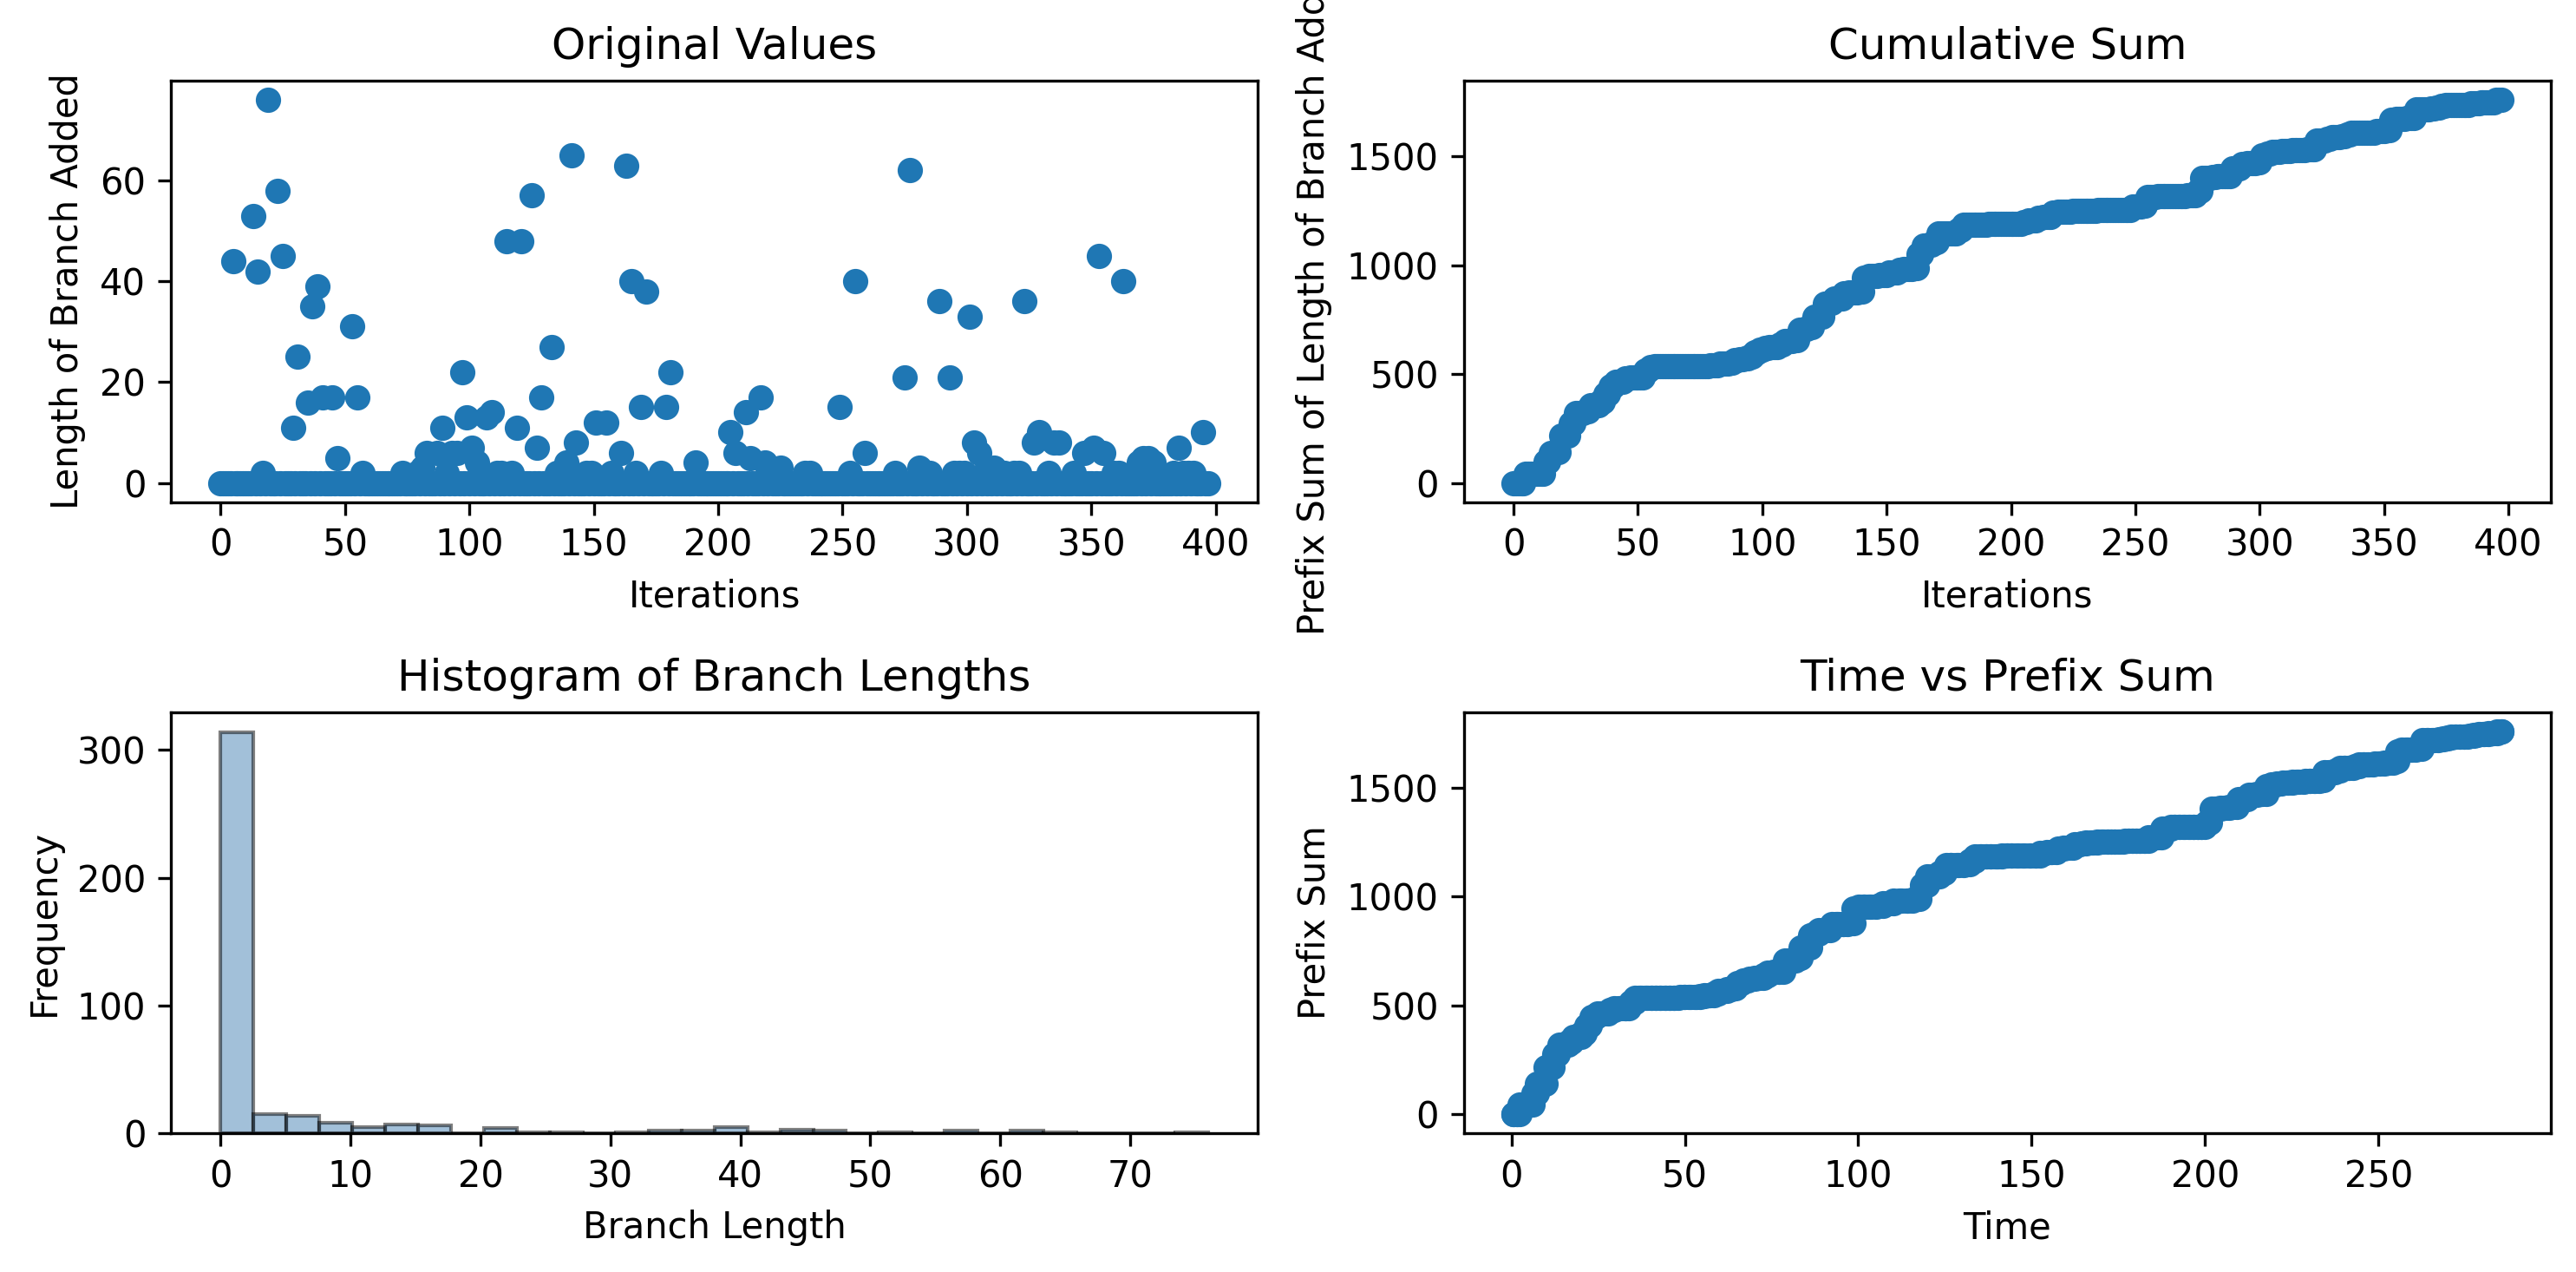 Original Values
Length of Branch Added
60
40
20
0
0 50 100 150 200 250 300 350 400
Iterations
Cumulative Sum
Prefix Sum of Length of Branch Add
1500
1000
500
0
0 50 100 150 200 250 300 350 400
Iterations
Histogram of Branch Lengths
Frequency
300
200
100
0
0 10 20 30 40 50 60 70
Branch Length
Time vs Prefix Sum
Prefix Sum
1500
1000
500
0
0 50 100 150 200 250
Time